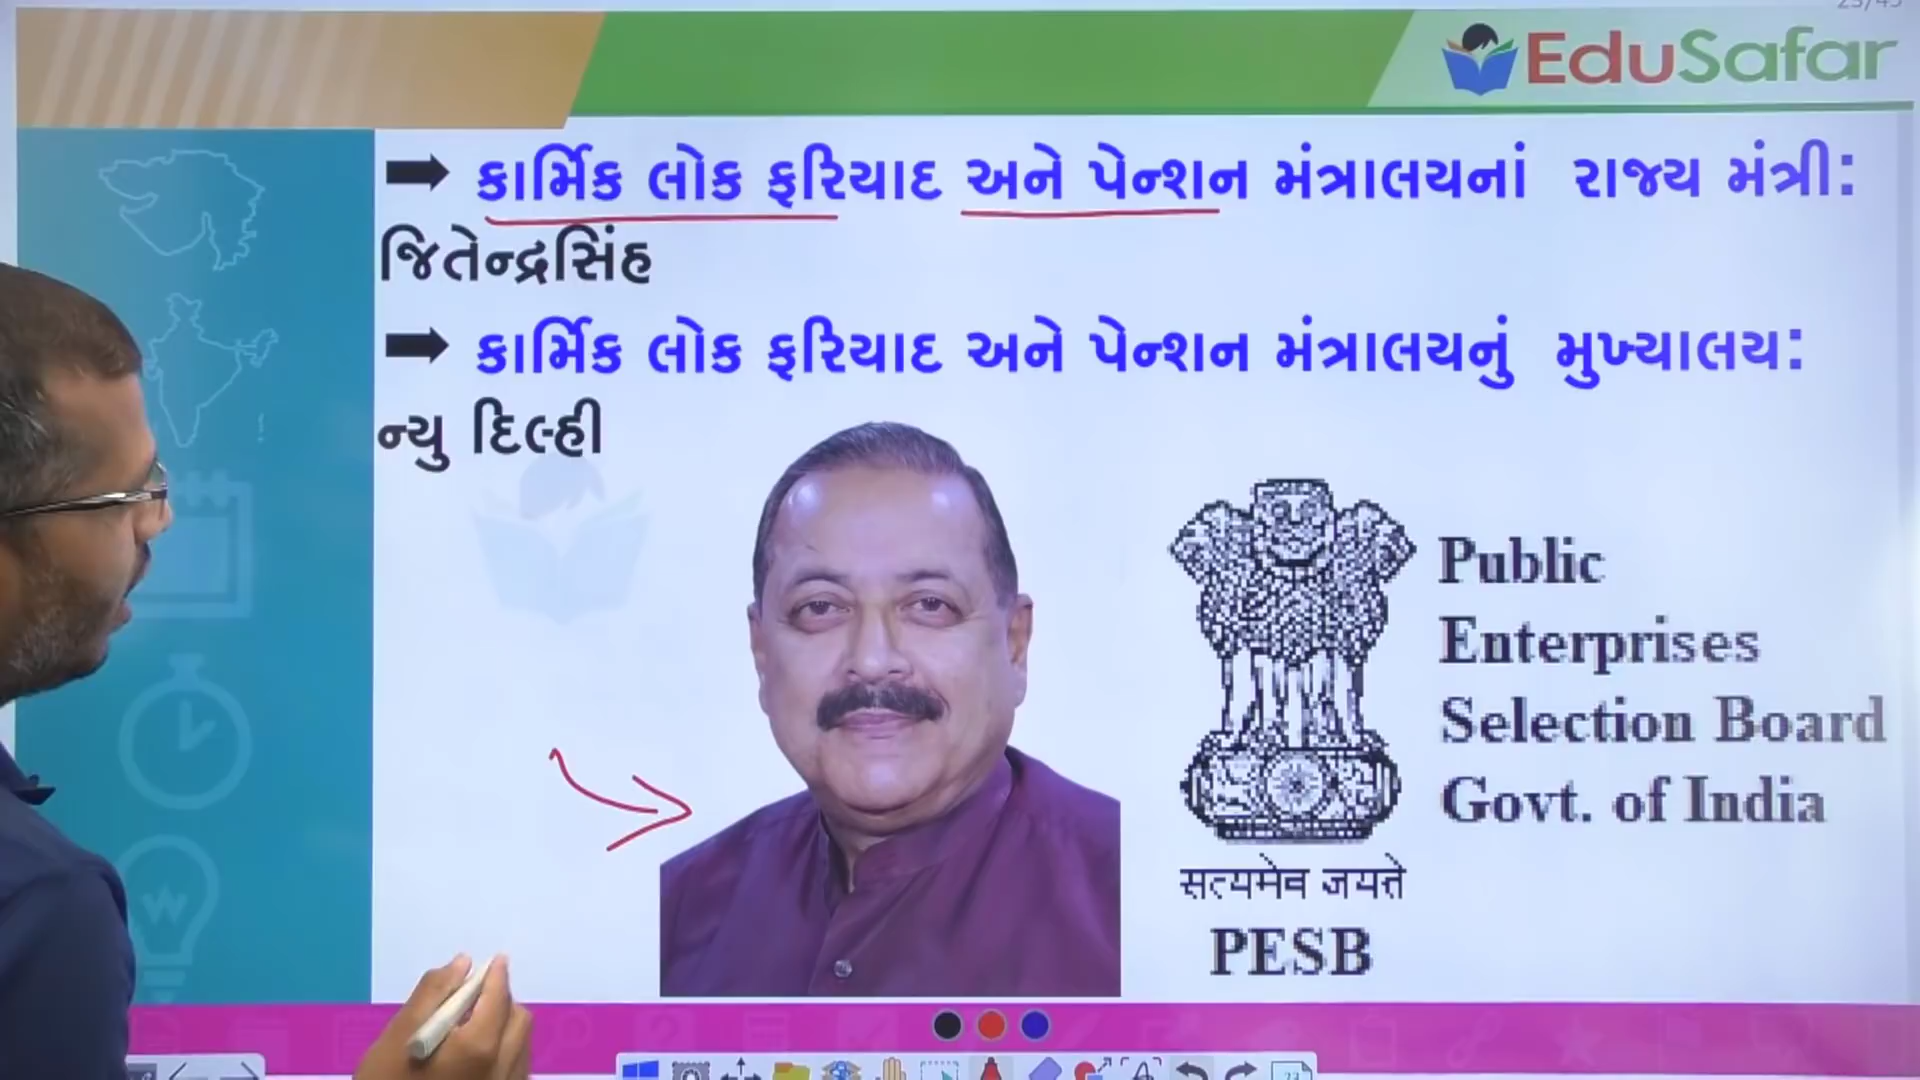 EduSafar
➡ કાર્મિક લોક ફરિયાદ અને પેન્શન મંત્રાલયનાં રાજ્ય મંત્રી:
જિતેન્દ્રસિંહ
➡ કાર્મિક લોક ફરિયાદ અને પેન્શન મંત્રાલયનું મુખ્યાલય:
ન્યુ દિલ્હી
Public
Enterprises
Selection Board
Govt. of India
सत्यमेव जयते
PESB